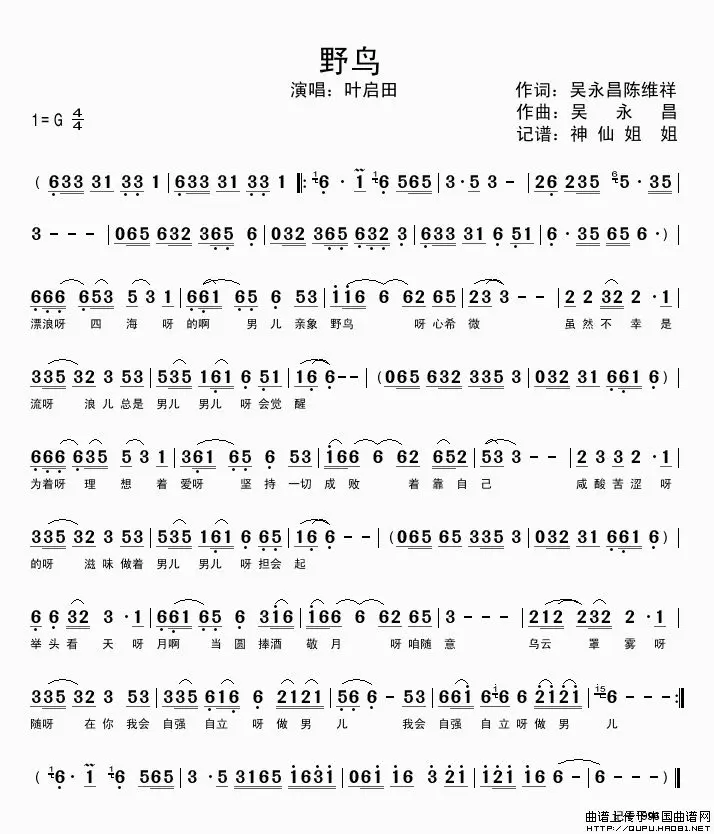 野鸟
演唱：叶启田
作词：吴永昌陈维祥
作曲：吴 永 昌
记谱：神 仙 姐 姐
1=G 4/4
( 633 31 33 1 | 633 31 33 1 |: 1 6 · 1 1 6 565 | 3 · 5 3 - | 26 235 6 5 · 35 |
3 - - - | 065 632 365 6 | 032 365 632 3 | 633 31 6 51 | 6 · 35 65 6 · ) |
666 653 5 3 1 | 661 65 6 53 | 116 6 62 65 | 23 3 - - | 2 2 32 2 · 1 |
漂浪呀 四 海 呀 的啊 男 儿 亲象 野鸟 呀 心希 微 虽 然 不 幸 是
335 32 3 53 | 535 161 6 51 | 16 6 - - | (065 632 335 3 | 032 31 661 6 ) |
流呀 浪 儿 总是 男儿 男儿 呀 会觉 醒
666 635 5 3 1 | 361 65 6 53 | 166 6 62 652 | 53 3 - - | 2 3 32 2 · 1 |
为着呀 理 想 着 爱呀 坚 持 一切 成 败 着 靠 自 己 咸 酸 苦 涩 呀
335 32 3 53 | 535 161 6 65 | 16 6 - - | (065 65 335 3 | 032 31 661 6 ) |
的呀 滋 味 做着 男儿 男儿 呀 担会 起
6 6 32 3 · 1 | 661 65 6 316 | 166 6 62 65 | 3 - - - | 212 232 2 · 1 |
举 头 看 天 呀 月啊 当 圆 捧酒 敬 月 呀 咱随 意 乌云 罩 雾 呀
335 32 3 53 | 335 616 6 2121 | 56 6 - 53 | 661 616 6 2121 | 16 6 - - :|
随呀 在 你 我会 自强 自立 呀 做 男 儿 我会 自强 自 立 呀 做 男 儿
( 1 6 · 1 1 6 565 | 3 · 5 3165 1631 | 061 16 3 21 | 121 1 6 6 - | 6 - - - ) ||
曲谱上传于中国曲谱网
http://QUPU.HAO81.NET